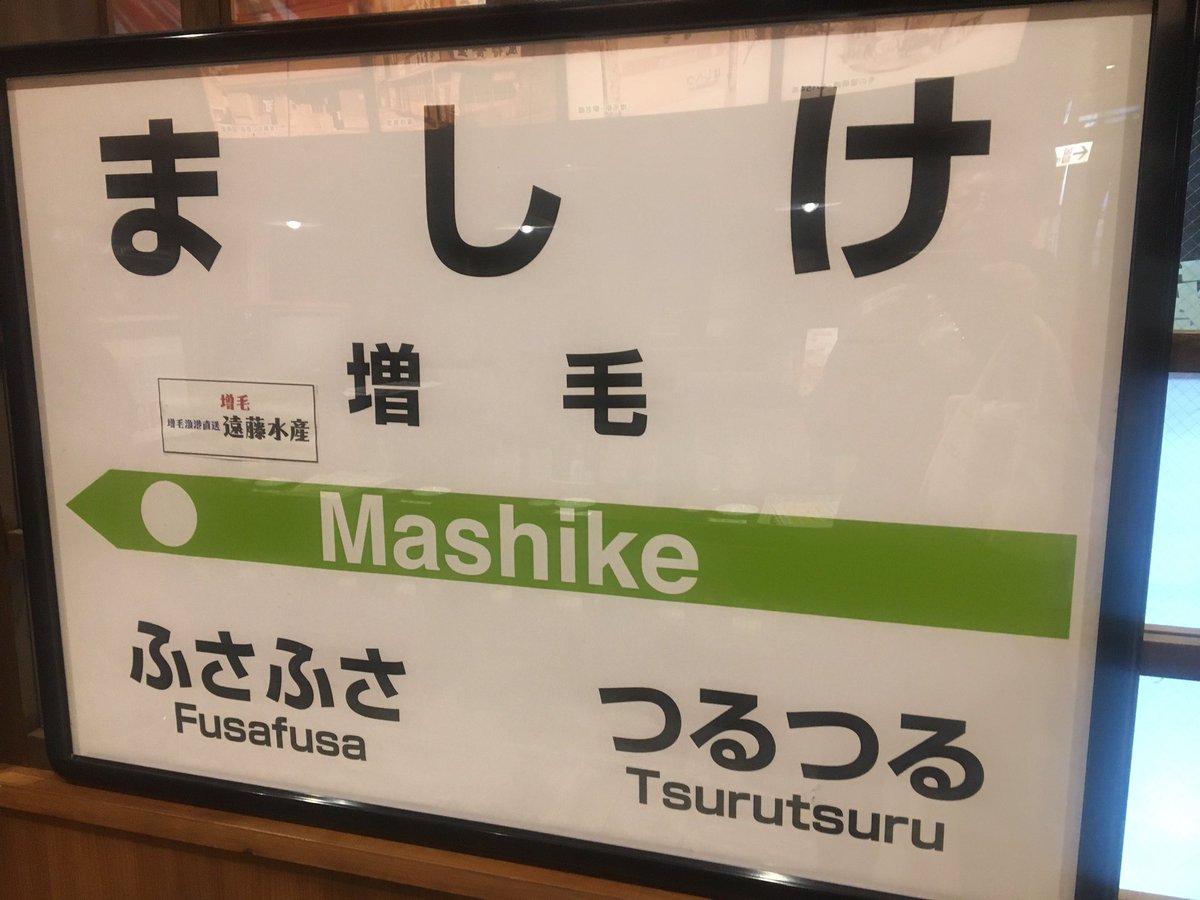 ましけ
増毛
増毛
増毛漁港直送 遠藤水産
Mashike
ふさふさ
Fusafusa
つるつる
Tsurutsuru